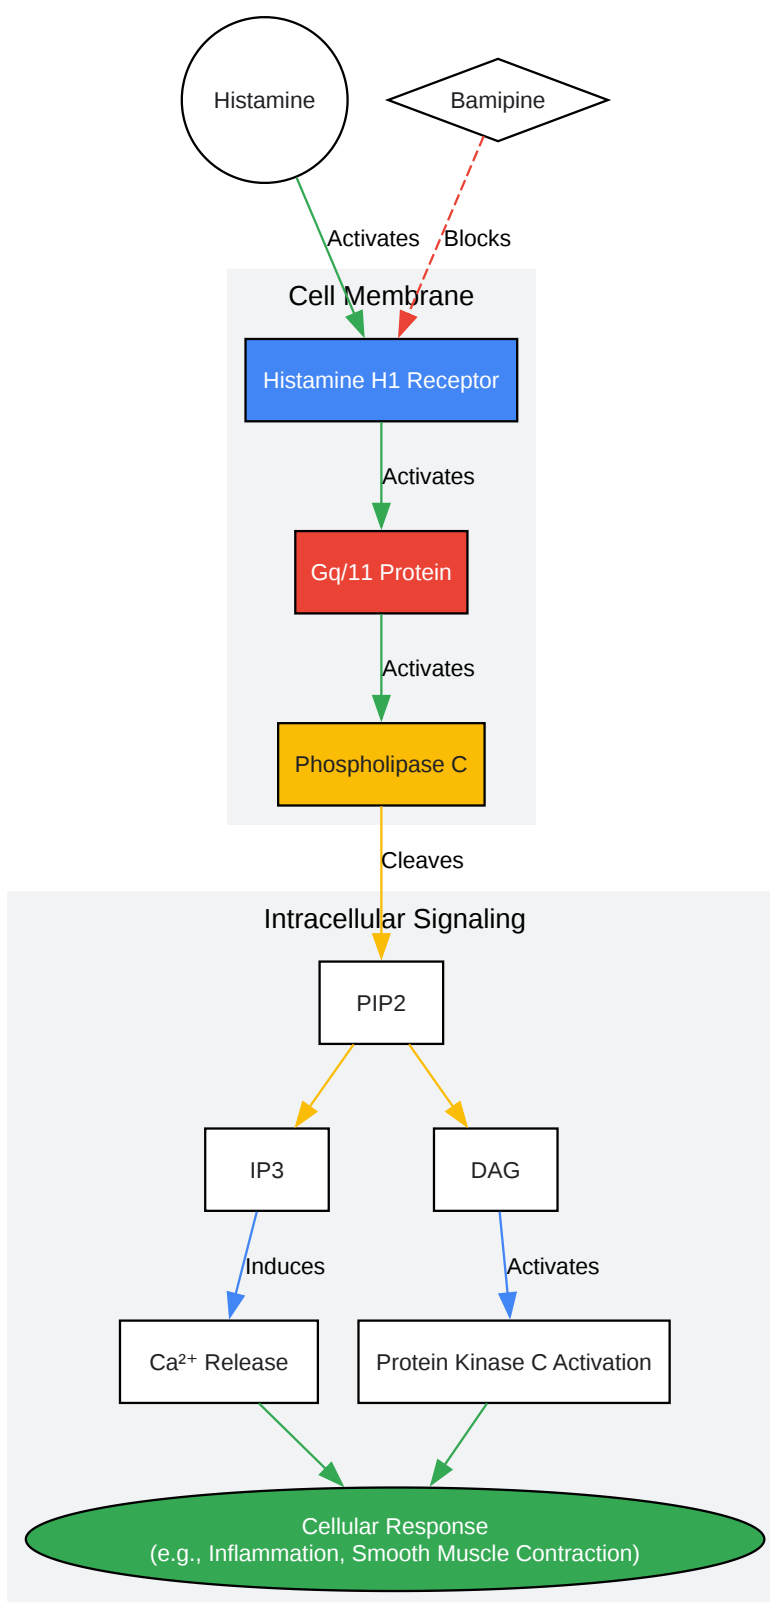 Histamine
Bamipine
Activates
Blocks
Cell Membrane
Histamine H1 Receptor
Activates
Gq/11 Protein
Activates
Phospholipase C
Cleaves
Intracellular Signaling
PIP2
IP3
DAG
Induces
Activates
Ca²⁺ Release
Protein Kinase C Activation
Cellular Response
(e.g., Inflammation, Smooth Muscle Contraction)